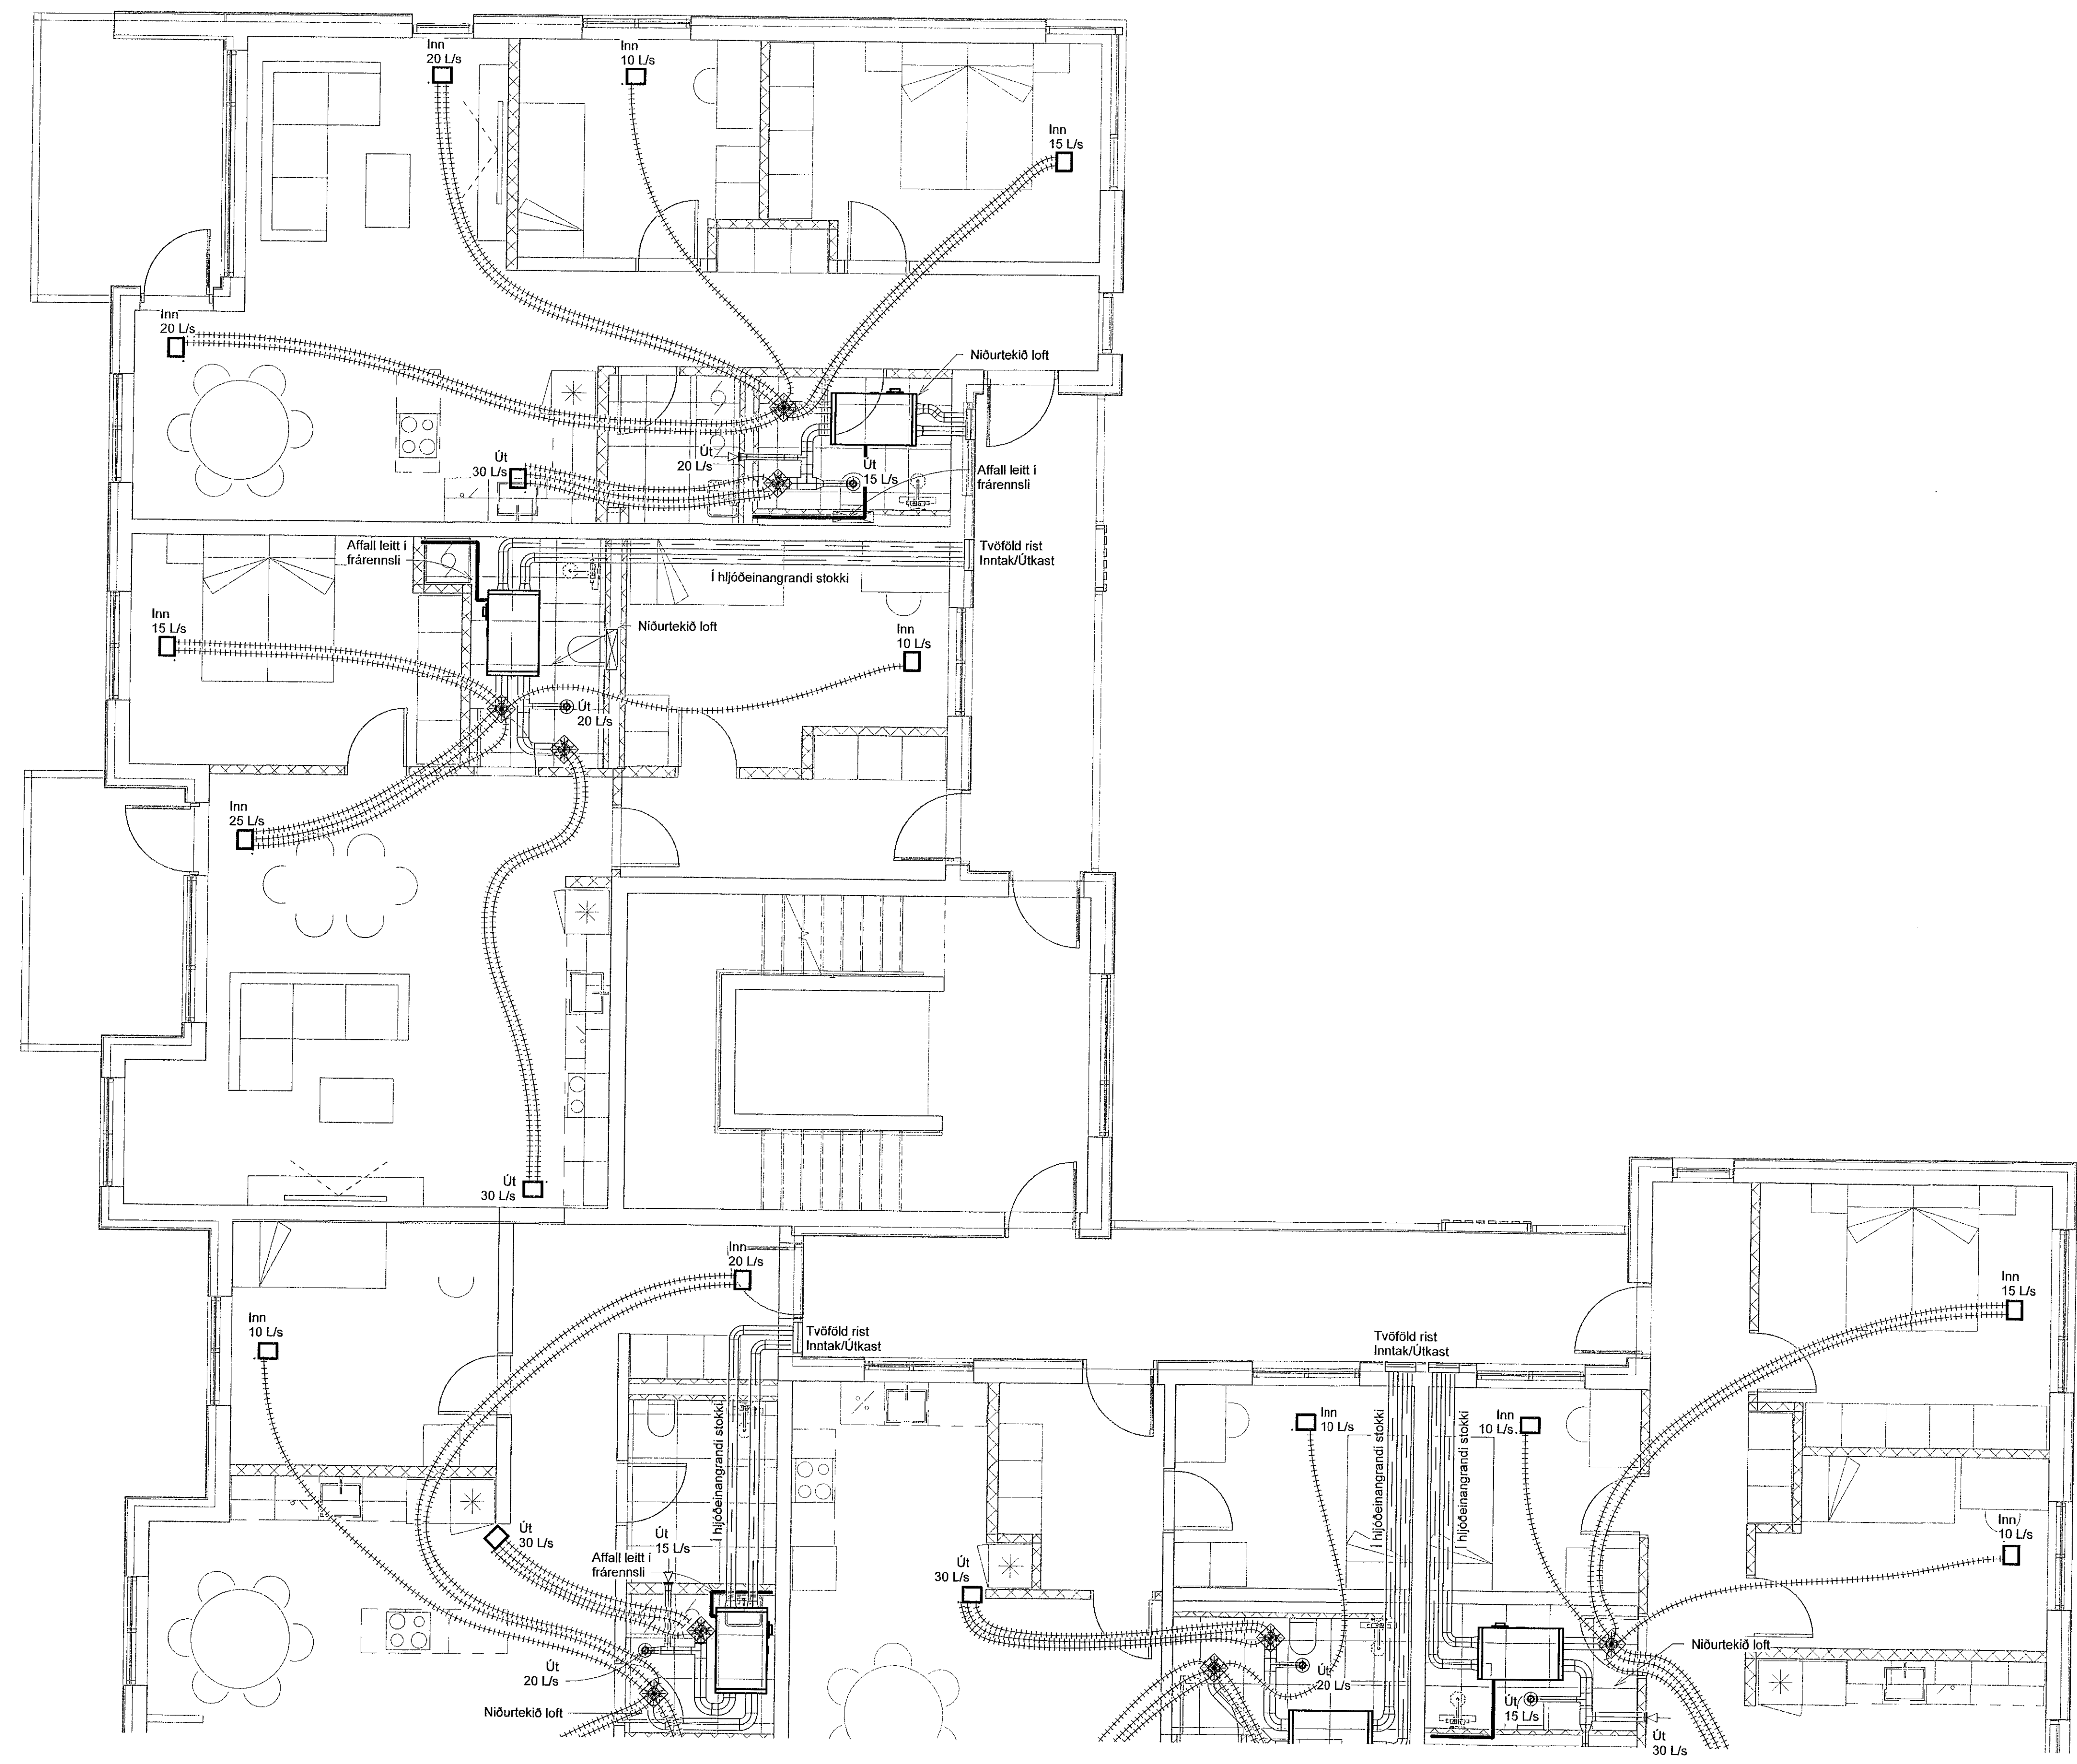 Inn
20 L/s
Inn
10 L/s
Inn
15 L/s
Inn
20 L/s
Niðurtekið loft
Út
20 L/s
Út
30 L/s
Út
15 L/s
Affall leitt í
frárennsli
Affall leitt í
frárennsli
Tvöföld rist
Inntak/Útkast
Í hljóðeinangrandi stokki
Inn
15 L/s
Niðurtekið loft
Inn
10 L/s
Út
20 L/s
Inn
25 L/s
Út
30 L/s
Inn
20 L/s
Inn
10 L/s
Tvöföld rist
Inntak/Útkast
Tvöföld rist
Inntak/Útkast
Inn
15 L/s
Í hljóðeinangrandi stokki
Inn
10 L/s
Í hljóðeinangrandi stokki
Í hljóðeinangrandi stokki
Inn
10 L/s
Inn
10 L/s
Út
30 L/s
Út
15 L/s
Affall leitt í
frárennsli
Út
30 L/s
Út
20 L/s
Niðurtekið loft
Út
20 L/s
Niðurtekið loft
Út
15 L/s
Út
30 L/s